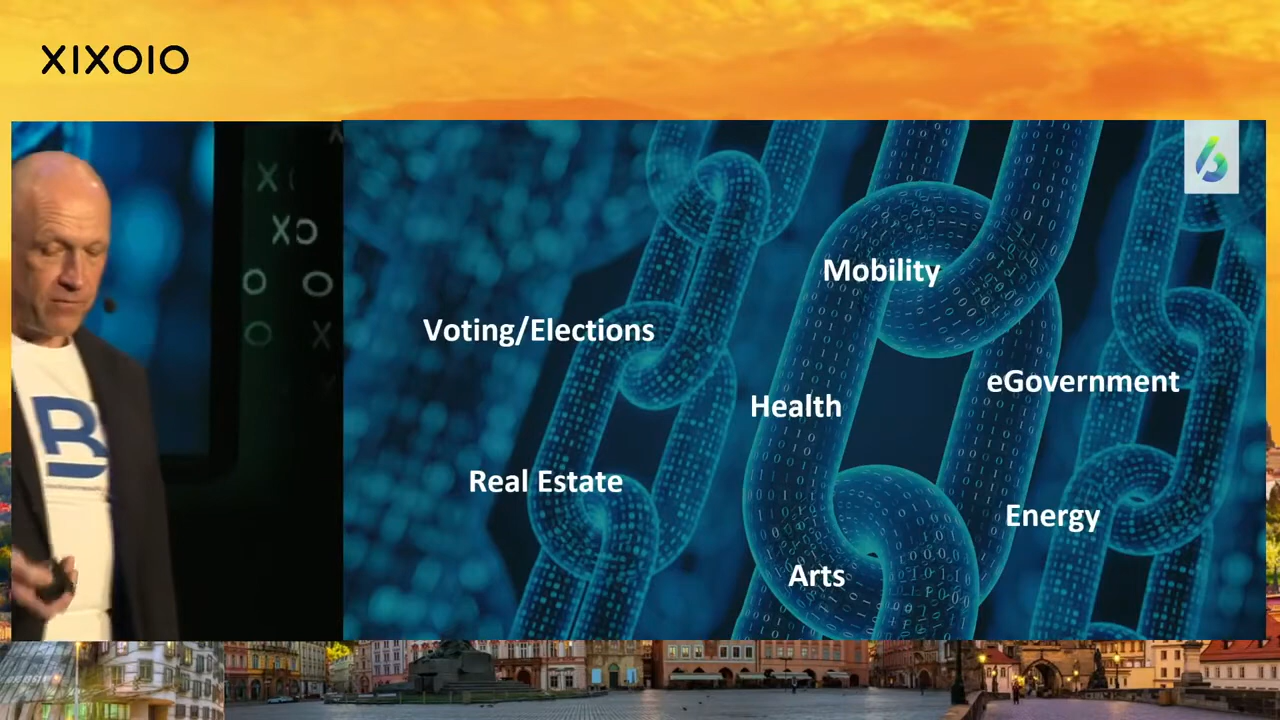 XIXOIO
Mobility
Voting/Elections
eGovernment
Health
Real Estate
Energy
Arts
B